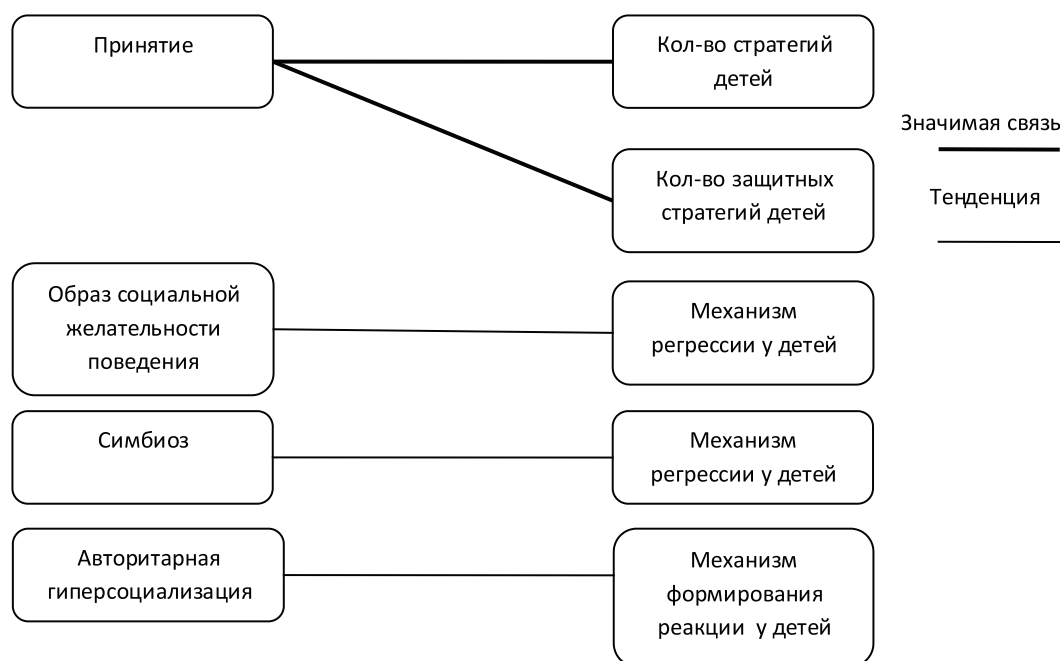 Принятие
Кол-во стратегий
детей
Значимая связь
Кол-во защитных
стратегий детей
Тенденция
Образ социальной
желательности
поведения
Механизм
регрессии у детей
Симбиоз
Механизм
регрессии у детей
Авторитарная
гиперсоциализация
Механизм
формирования
реакции у детей